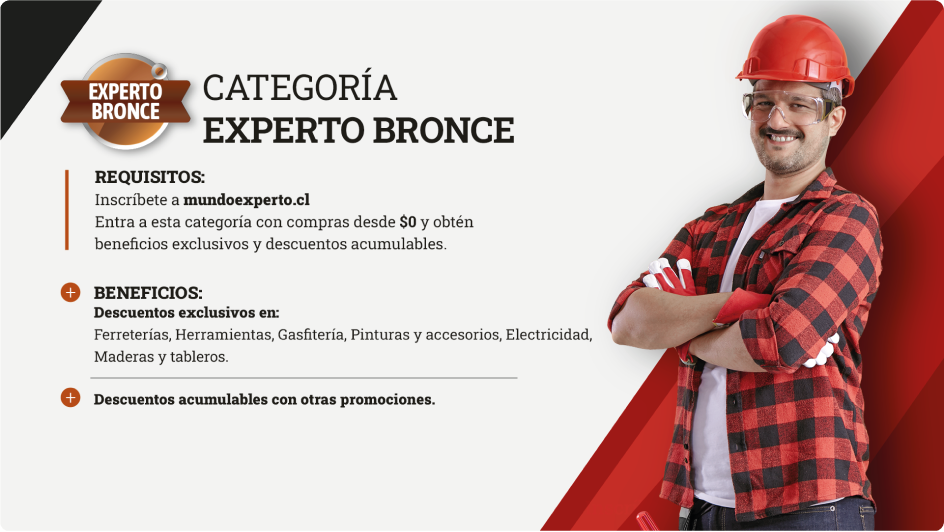 EXPERTO
BRONCE
CATEGORÍA
EXPERTO BRONCE
REQUISITOS:
Inscríbete a mundoexperto.cl
Entra a esta categoría con compras desde $0 y obtén
beneficios exclusivos y descuentos acumulables.
BENEFICIOS:
Descuentos exclusivos en:
Ferreterías, Herramientas, Gasfitería, Pinturas y accesorios, Electricidad,
Maderas y tableros.
Descuentos acumulables con otras promociones.